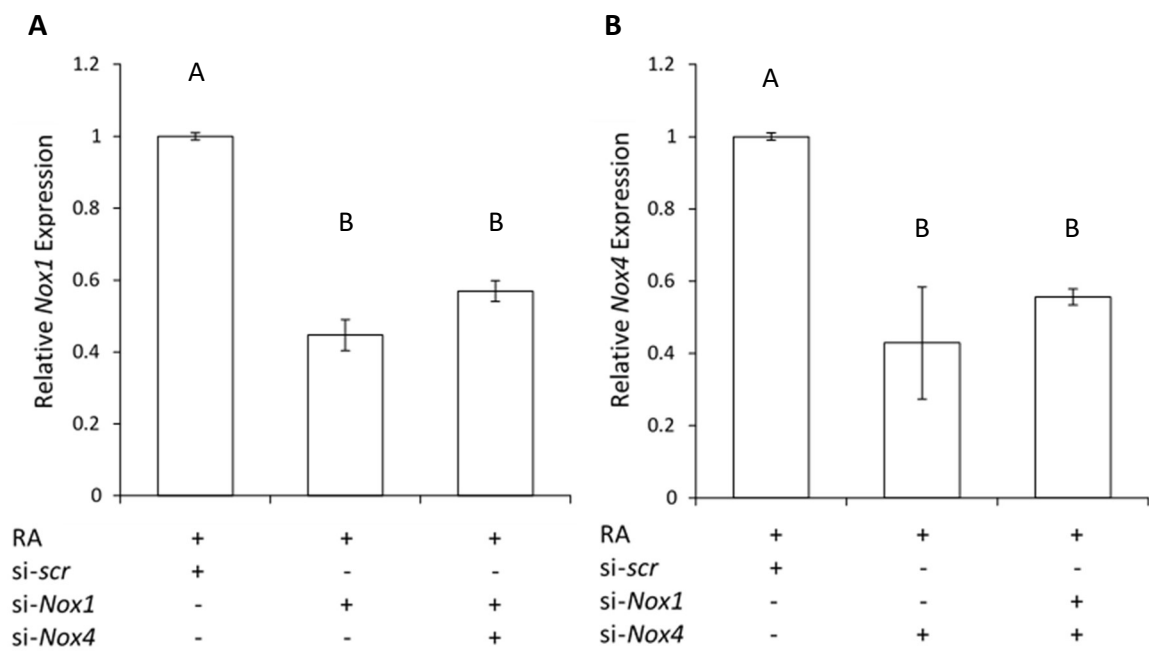 A
1.2
A
1
0.8
B
B
0.6
0.4
0.2
0
Relative Nox1 Expression
RA + + +
si-scr + - -
si-Nox1 - + +
si-Nox4 - - +
B
1.2
A
1
0.8
B
B
0.6
0.4
0.2
0
Relative Nox4 Expression
RA + + +
si-scr + - -
si-Nox1 - - +
si-Nox4 - + +